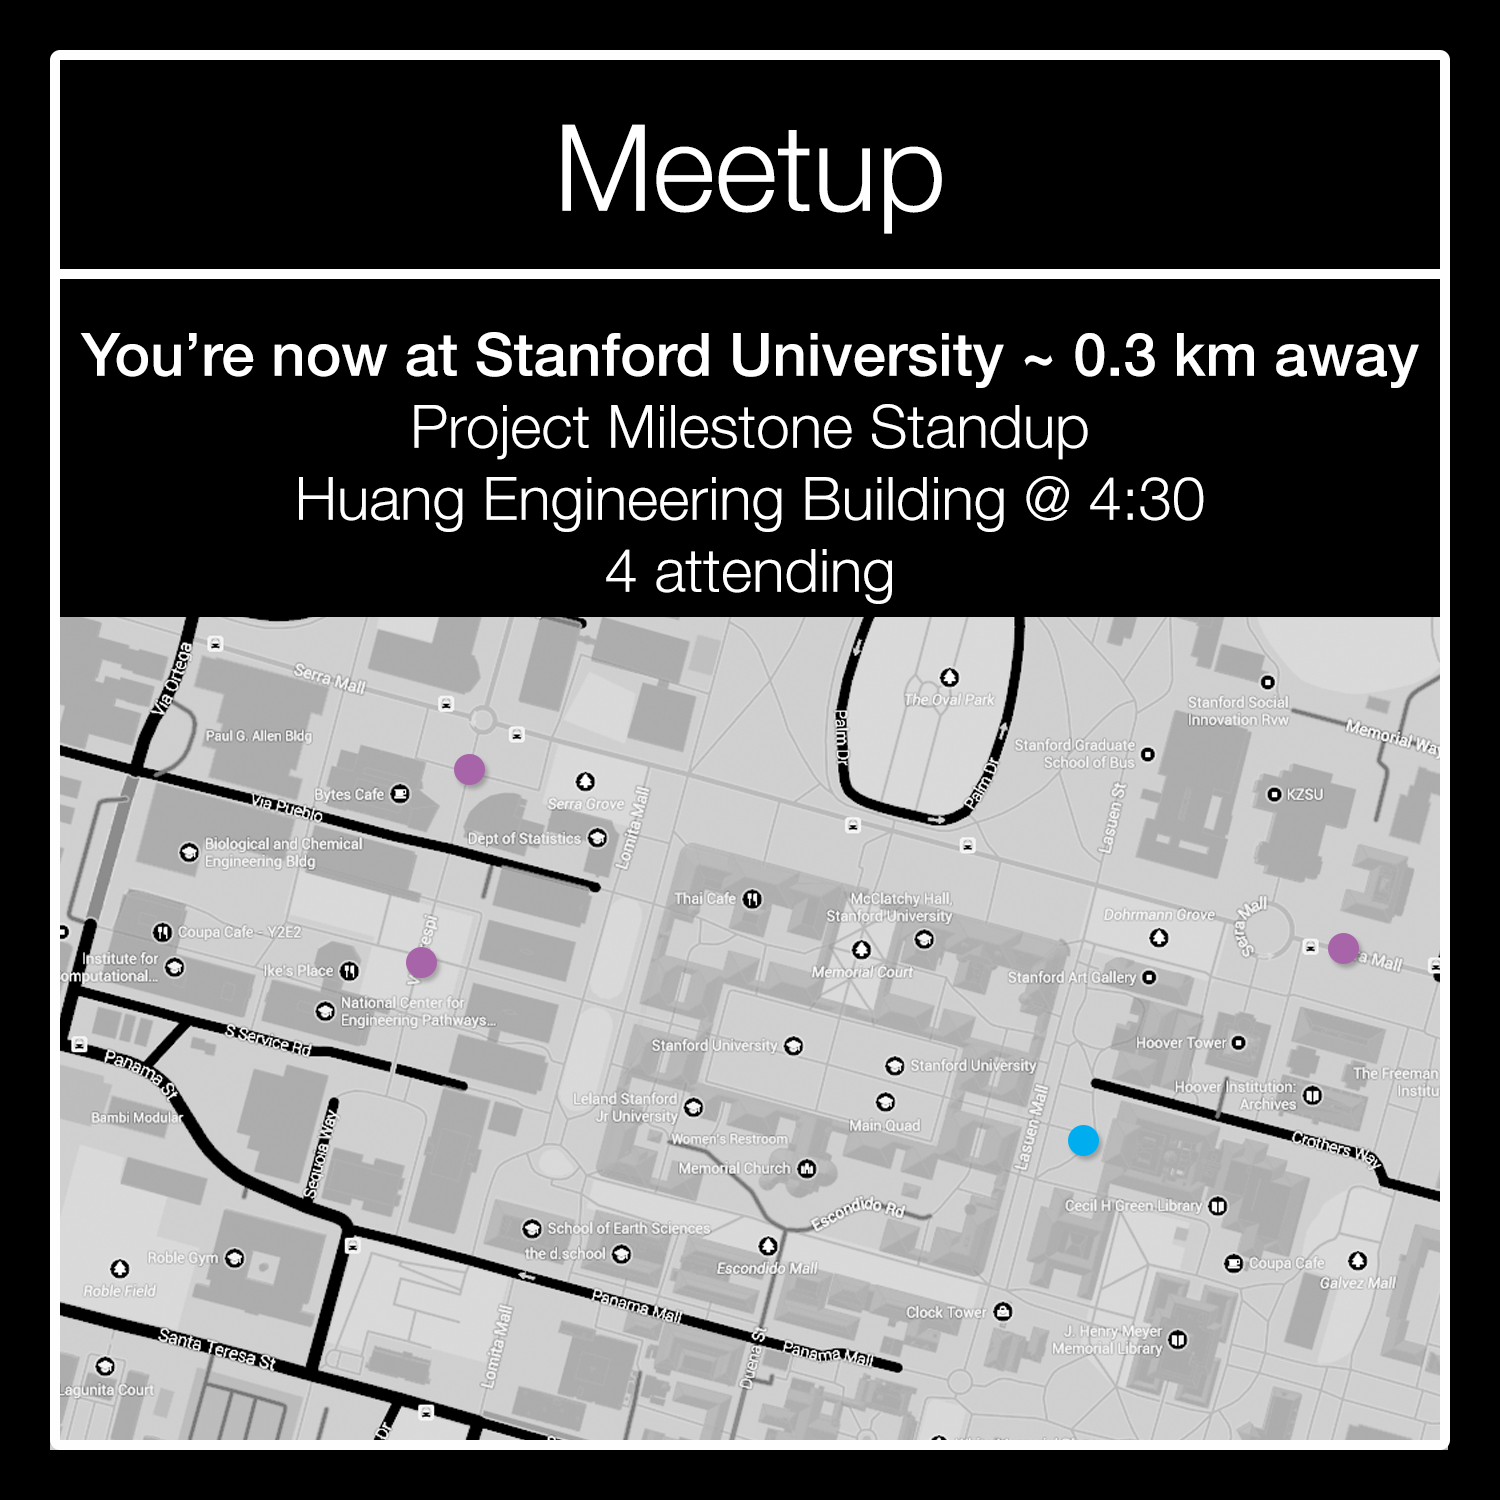 Meetup
You’re now at Stanford University ~ 0.3 km away
Project Milestone Standup
Huang Engineering Building @ 4:30
4 attending
Via Ortega
Serra Mall
Paul G. Allen Bldg
Bytes Cafe
Via Pueblo
Serra Grove
Dept of Statistics
Lomita Mall
Biological and Chemical
Engineering Bldg
The Oval Park
Palm Dr
Palm Dr
Stanford Social
Innovation Rvw
Memorial Way
Stanford Graduate
School of Bus
KZSU
Lasuen St
Thai Cafe
McClatchy Hall,
Stanford University
Memorial Court
Dohrmann Grove
Serra Mall
a Mall
Stanford Art Gallery
Coupa Cafe - Y2E2
Institute for
omputational...
Ike's Place
National Center for
Engineering Pathways...
S Service Rd
Panama St
Bambi Modular
Sequoia Way
Stanford University
Stanford University
Leland Stanford
Jr University
Main Quad
Women's Restroom
Memorial Church
Lasuen Mall
Hoover Tower
Hoover Institution:
Archives
The Freeman
Institu
Crothers Way
Cecil H Green Library
Escondido Rd
School of Earth Sciences
the d.school
Escondido Mall
Coupa Cafe
Galvez Mall
Roble Gym
Roble Field
Panama Mall
Panama Mall
Clock Tower
J. Henry Meyer
Memorial Library
Santa Teresa St
Lomita Mall
Duena St
Lagunita Court
Dr